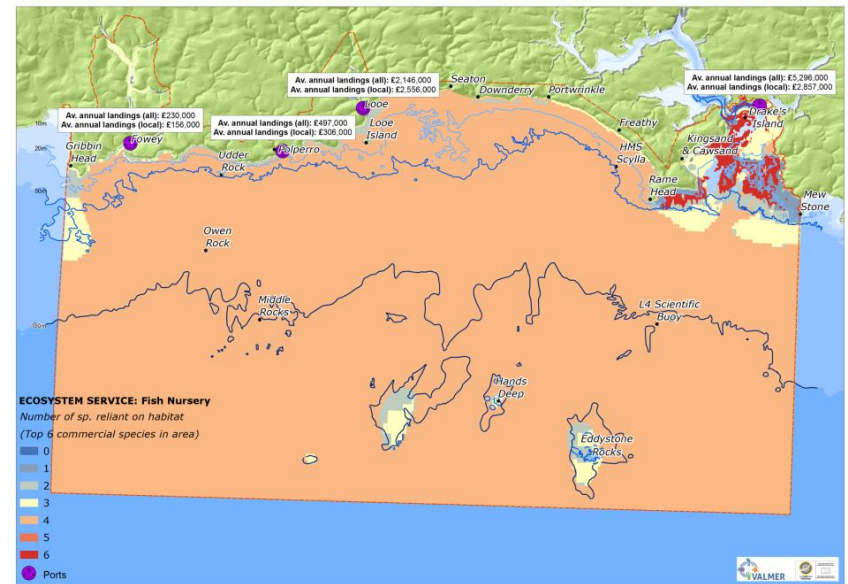 Av. annual landings (all): £2,146,000
Av. annual landings (local): £2,556,000
Av. annual landings (all): £5,296,000
Av. annual landings (local): £2,857,000
Av. annual landings (all): £230,000
Av. annual landings (local): £156,000
Av. annual landings (all): £497,000
Av. annual landings (local): £306,000
Seaton
Downderry
Portwrinkle
Looe
Looe
Island
Drake's
Island
Freathy
Kingsand
& Cawsand
HMS
Scylla
10m
20m
Gribbin
Head
Fowey
Polperro
Udder
Rock
Rame
Head
Mew
Stone
Owen
Rock
Middle
Rocks
L4 Scientific
Buoy
Hands
Deep
Eddystone
Rocks
ECOSYSTEM SERVICE: Fish Nursery
Number of sp. reliant on habitat
(Top 6 commercial species in area)
0
1
2
3
4
5
6
Ports
VALMER